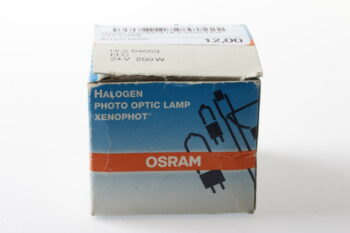 12,00
HLX 64653
ELC
24V 250W
HALOGEN
PHOTO OPTIC LAMP
XENOPHOT®
OSRAM